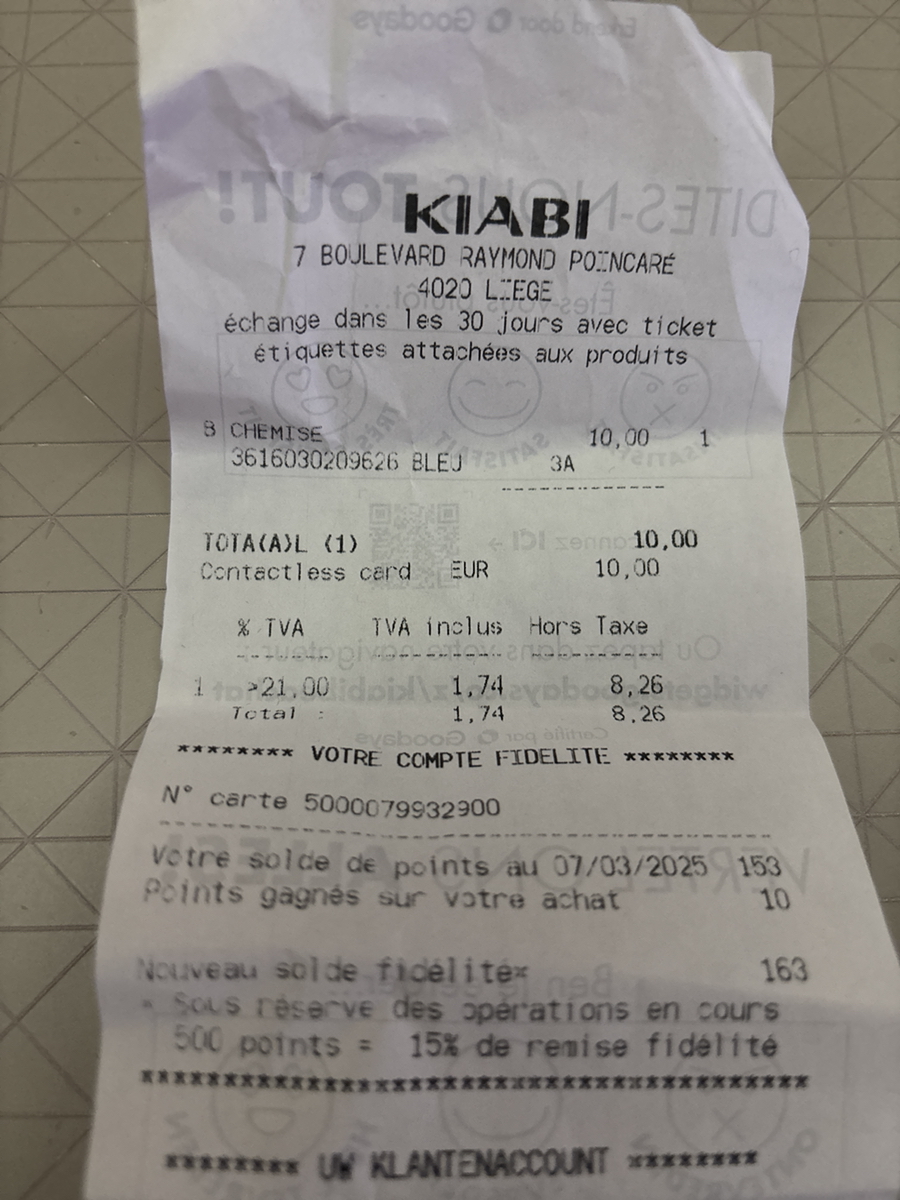 KIABI
7 BOULEVARD RAYMOND POINCARÉ
4020 LIEGE
échange dans les 30 jours avec ticket
étiquettes attachées aux produits
B CHEMISE 10,00 1
3616030209626 BLEU 3A
------------
TOTA(A)L (1) 10,00
Contactless card EUR 10,00
% TVA TVA inclus Hors Taxe
-------- ---------- ----------
1 >21,00 1,74 8,26
Total : 1,74 8,26
******** VOTRE COMPTE FIDELITE ********
N° carte 5000079932900
----------------------------------------
Votre solde de points au 07/03/2025 153
Points gagnés sur votre achat 10
Nouveau solde fidélité* 163
* Sous réserve des opérations en cours
500 points = 15% de remise fidélité
******************************************
******** UW KLANTENACCOUNT ********